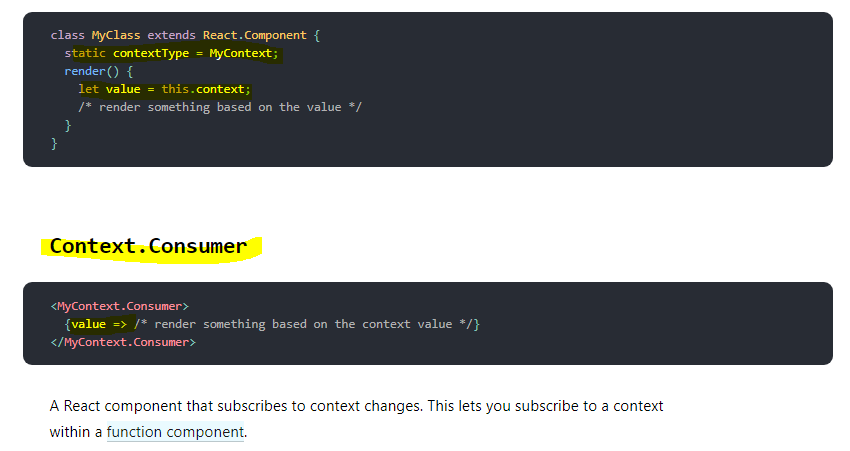 class MyClass extends React.Component {
static contextType = MyContext;
render() {
let value = this.context;
/* render something based on the value */
}
}
Context.Consumer
<MyContext.Consumer>
{value => /* render something based on the context value */}
</MyContext.Consumer>
A React component that subscribes to context changes. This lets you subscribe to a context
within a function component.